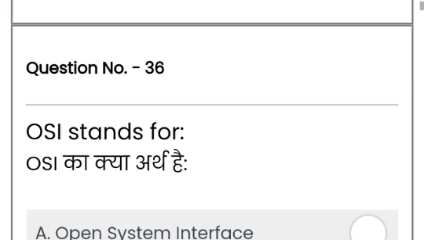 Question No. - 36
OSI stands for:
OSI का क्या अर्थ है:
A. Open System Interface